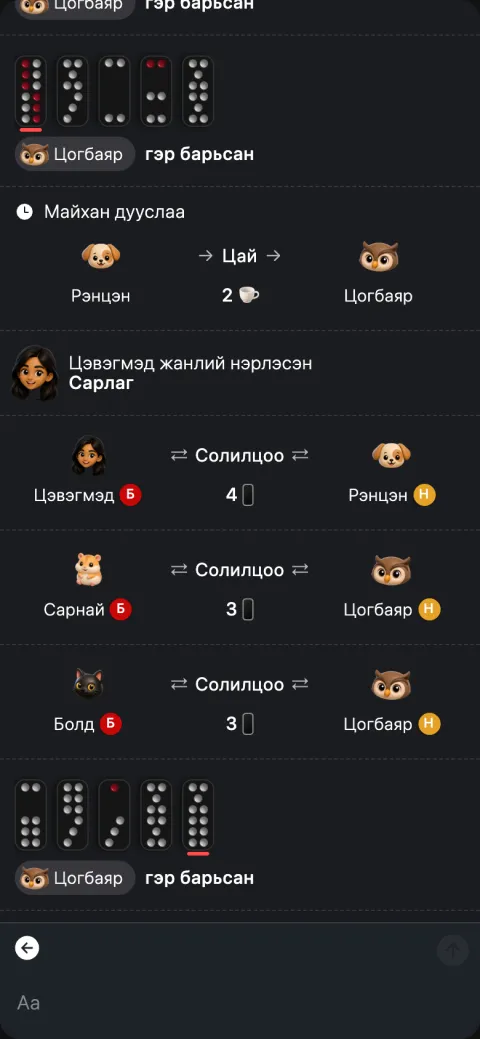 Цогбаяр гэр барьсан
Цогбаяр гэр барьсан
Майхан дууслаа
→ Цай →
Рэнцэн 2 Цогбаяр
Цэвэгмэд жанлий нэрлэсэн
Сарлаг
⇄ Солилцоо ⇄
Цэвэгмэд Б 4 Рэнцэн Н
⇄ Солилцоо ⇄
Сарнай Б 3 Цогбаяр Н
⇄ Солилцоо ⇄
Болд Б 3 Цогбаяр Н
Цогбаяр гэр барьсан
Aa